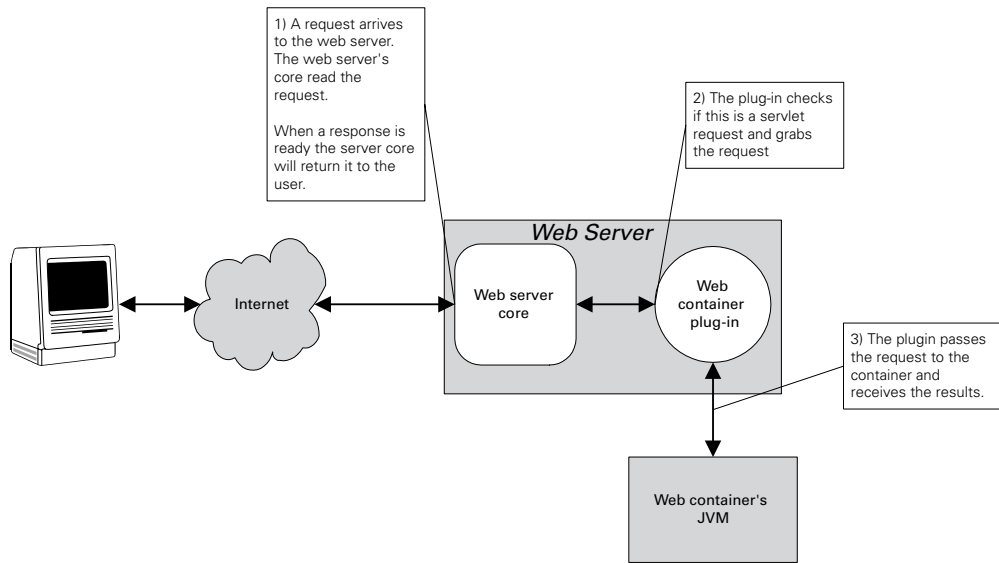 1) A request arrives
to the web server.
The web server's
core read the
request.
When a response is
ready the server core
will return it to the
user.
2) The plug-in checks
if this is a servlet
request and grabs
the request
Web Server
Internet
Web server
core
Web
container
plug-in
3) The plugin passes
the request to the
container and
receives the results.
Web container's
JVM